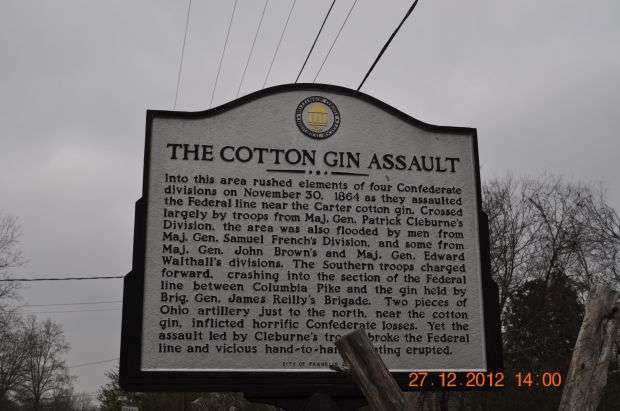 THE COTTON GIN ASSAULT
Into this area rushed elements of four Confederate
divisions on November 30, 1864 as they assaulted
the Federal line near the Carter cotton gin. Crossed
largely by troops from Maj. Gen. Patrick Cleburne's
Division, the area was also flooded by men from
Maj. Gen. Samuel French's Division, and some from
Maj. Gen. John Brown's and Maj. Gen. Edward
Walthall's divisions. The Southern troops charged
forward, crashing into the section of the Federal
line between Columbia Pike and the gin held by
Brig. Gen. James Reilly's Brigade. Two pieces of
Ohio artillery just to the north, near the cotton
gin, inflicted horrific Confederate losses. Yet the
assault led by Cleburne's broke the Federal
line and vicious erupted.
CITY OF
27.12.2012 14:00